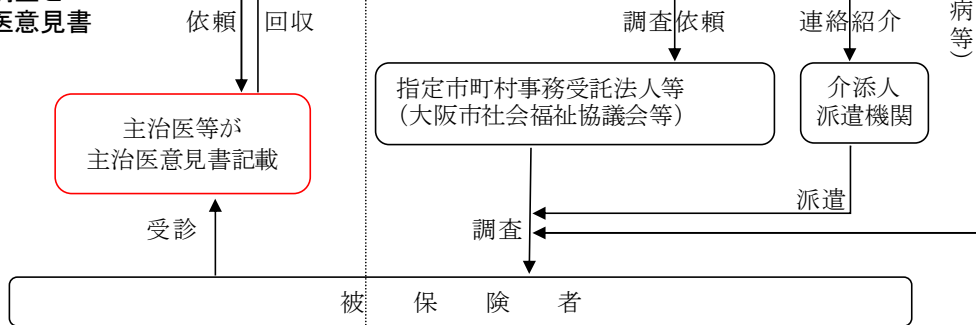 医意見書
依頼
回収
調査依頼
連絡紹介
病等）
指定市町村事務受託法人等
（大阪市社会福祉協議会等）
介添人
派遣機関
主治医等が
主治医意見書記載
派遣
受診
調査
被保険者